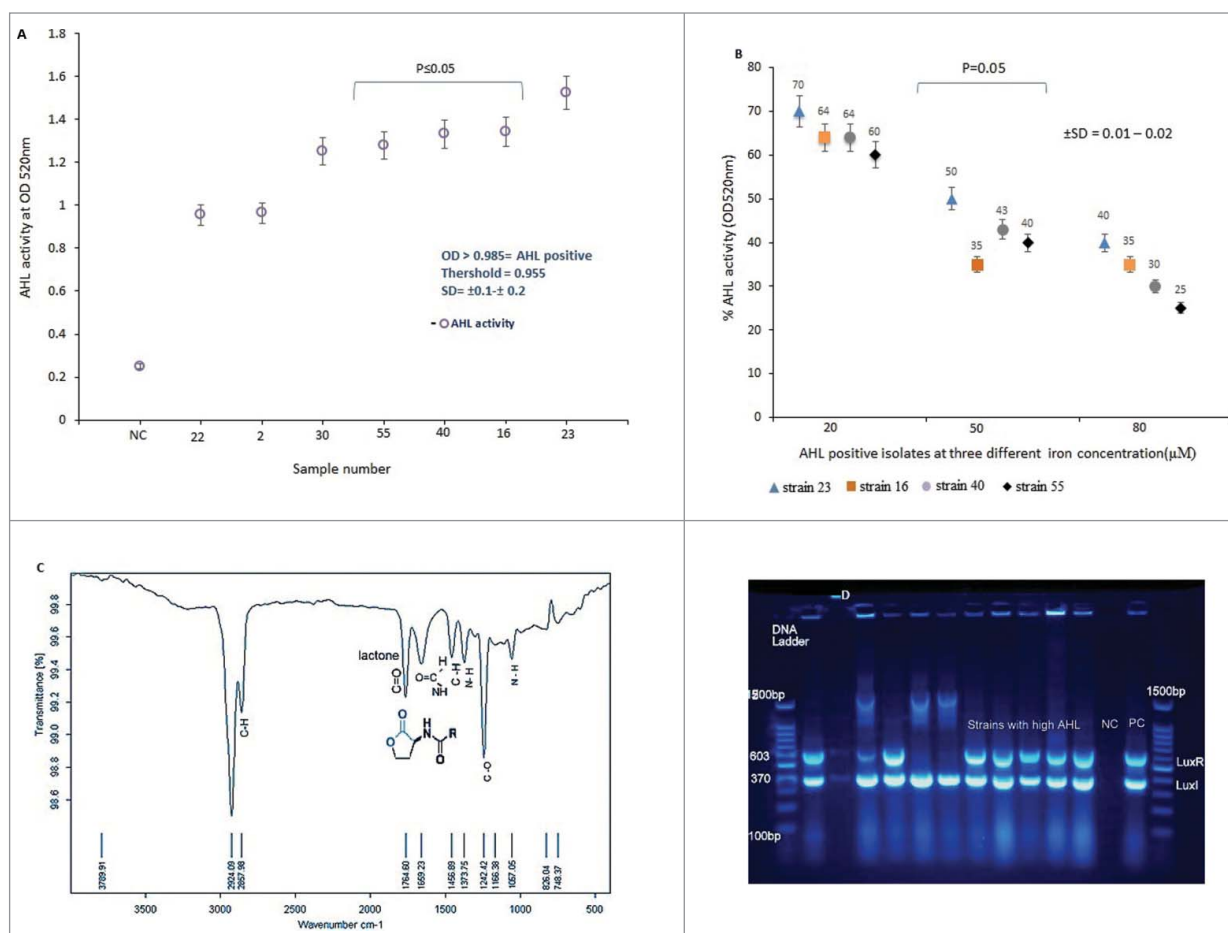 A
1.8
1.6
1.4
1.2
1
0.8
0.6
0.4
0.2
0
AHL activity at OD 520nm
P≤0.05
OD > 0.985= AHL positive
Thershold = 0.955
SD= ±0.1-± 0.2
AHL activity
NC 22 2 30 55 40 16 23
Sample number
B
80
70
60
50
40
30
20
10
0
% AHL activity (OD520nm)
P=0.05
±SD = 0.01 – 0.02
70 64 64 60
50 35 43 40
40 35 30 25
20 50 80
AHL positive isolates at three different iron concentration(µM)
strain 23 strain 16 strain 40 strain 55
C
99.8
99.6
99.4
99.2
99.0
98.8
98.6
Transmittance [%]
lactone
C=O
O=C H
NH
C-H
C-H
N-H
C-O
N-H
O
O
H
N
R
O
3789.91
2924.09
2857.98
1764.60
1659.23
1456.89
1373.75
1242.42
1166.38
1057.05
826.04
748.37
3500 3000 2500 2000 1500 1000 500
Wavenumber cm-1
D
DNA
Ladder
1500bp
Strains with high AHL NC PC
603 LuxR
370 LuxI
100bp